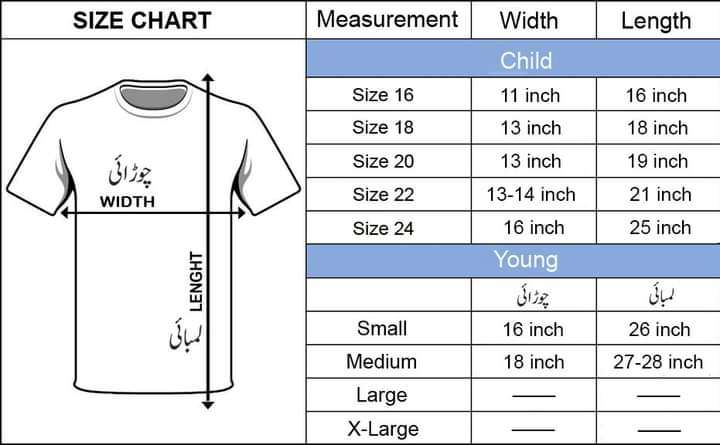 SIZE CHART
چوڑائی
WIDTH
LENGHT
لمبائی
Measurement Width Length
Child
Size 16 11 inch 16 inch
Size 18 13 inch 18 inch
Size 20 13 inch 19 inch
Size 22 13-14 inch 21 inch
Size 24 16 inch 25 inch
Young
چوڑائی لمبائی
Small 16 inch 26 inch
Medium 18 inch 27-28 inch
Large —— ——
X-Large —— ——